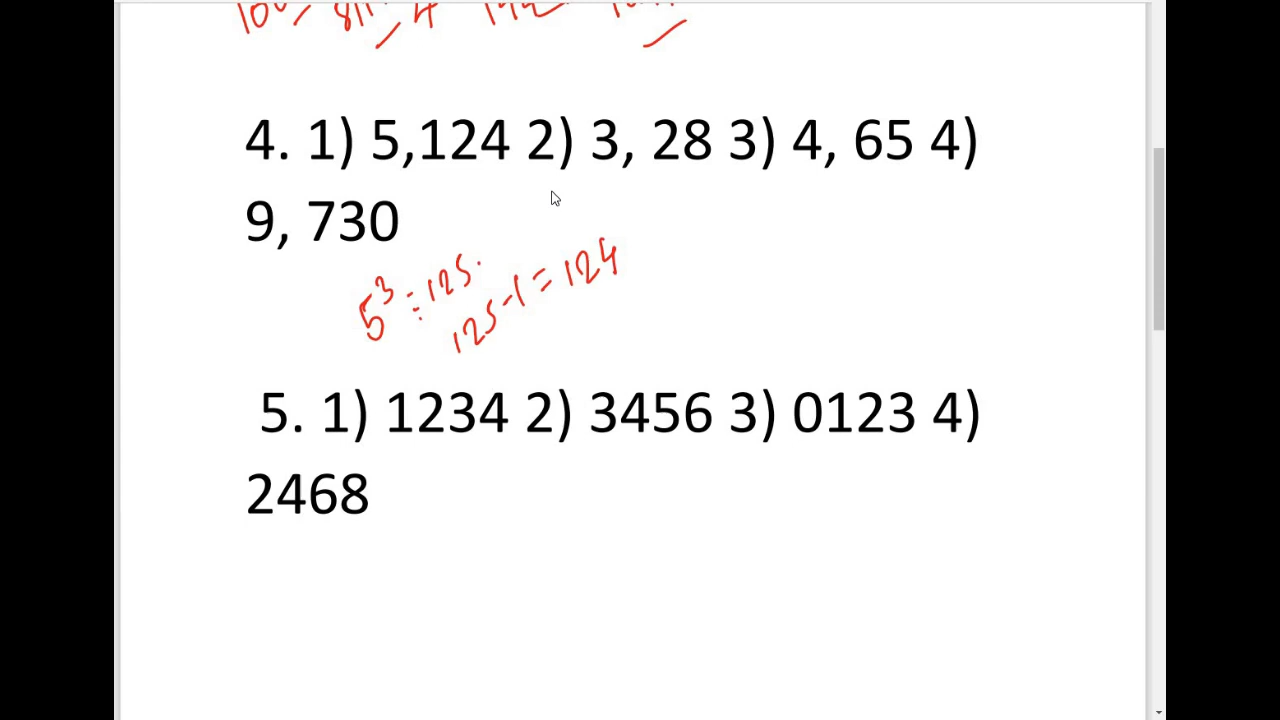 4. 1) 5,124 2) 3, 28 3) 4, 65 4)
9, 730
5³ = 125.
125-1 = 124
5. 1) 1234 2) 3456 3) 0123 4)
2468